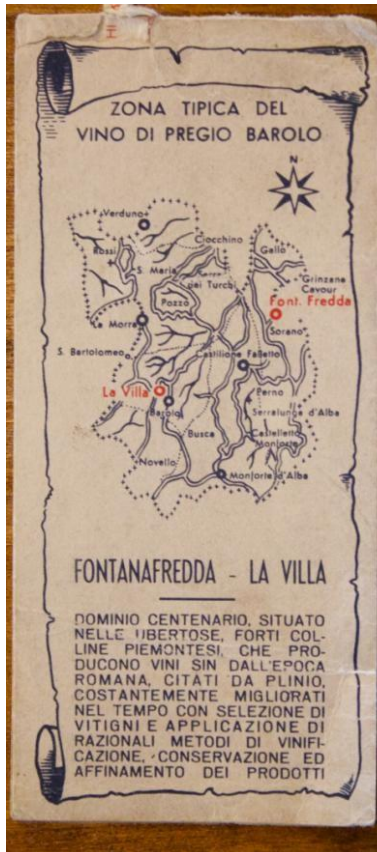 ZONA TIPICA DEL
VINO DI PREGIO BAROLO
N
Verduno
Rossi
Ciocchino
Gallo
S. Maria
dei Turchi
Grinzane
Cavour
Pozzo
Font. Fredda
La Morra
Sorano
S. Bartolomeo
Castilione Falletto
La Villa
Perno
Barolo
Serralunga d'Alba
Busca
Castelletto
Monforte
Novello
Monforte d'Alba
FONTANAFREDDA - LA VILLA
DOMINIO CENTENARIO, SITUATO
NELLE UBERTOSE, FORTI COL-
LINE PIEMONTESI, CHE PRO-
DUCONO VINI SIN DALL'EPOCA
ROMANA, CITATI DA PLINIO,
COSTANTEMENTE MIGLIORATI
NEL TEMPO CON SELEZIONE DI
VITIGNI E APPLICAZIONE DI
RAZIONALI METODI DI VINIFI-
CAZIONE, CONSERVAZIONE ED
AFFINAMENTO DEI PRODOTTI